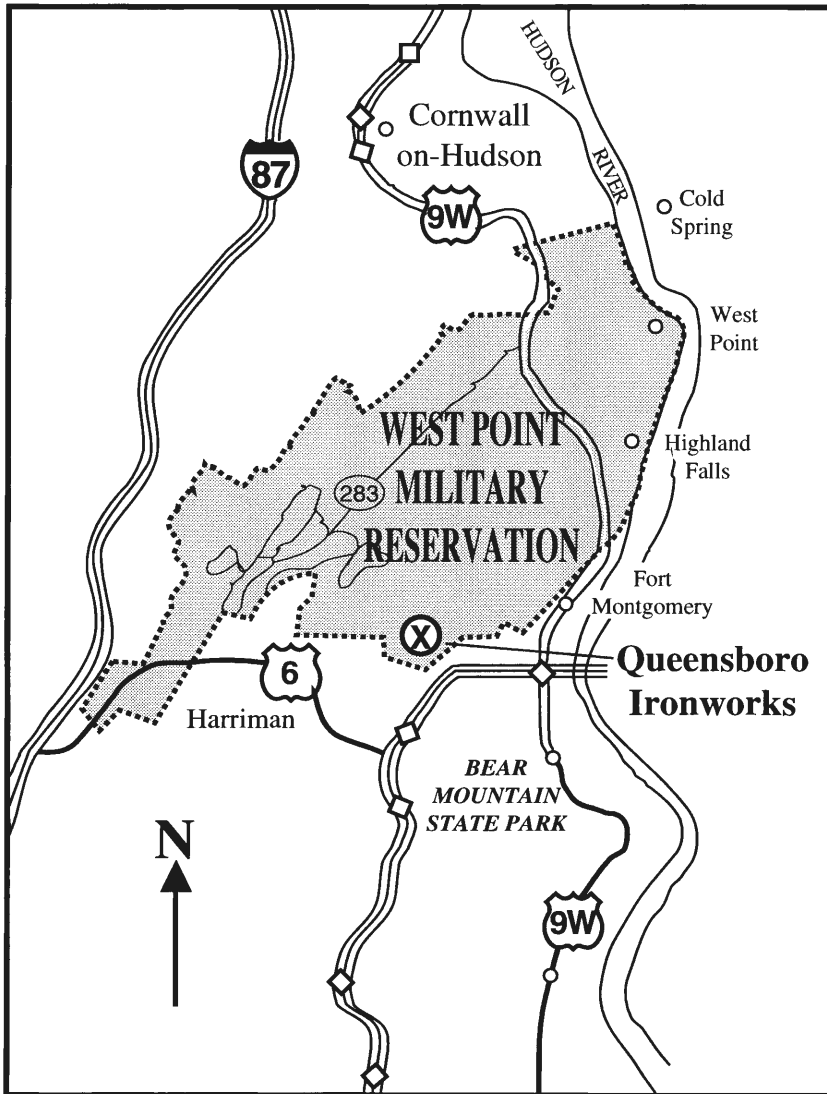 HUDSON
RIVER
Cornwall
on-Hudson
87
9W
Cold
Spring
West
Point
WEST POINT
MILITARY
RESERVATION
283
Highland
Falls
Fort
Montgomery
X
Queensboro
Ironworks
6
Harriman
BEAR
MOUNTAIN
STATE PARK
N
9W